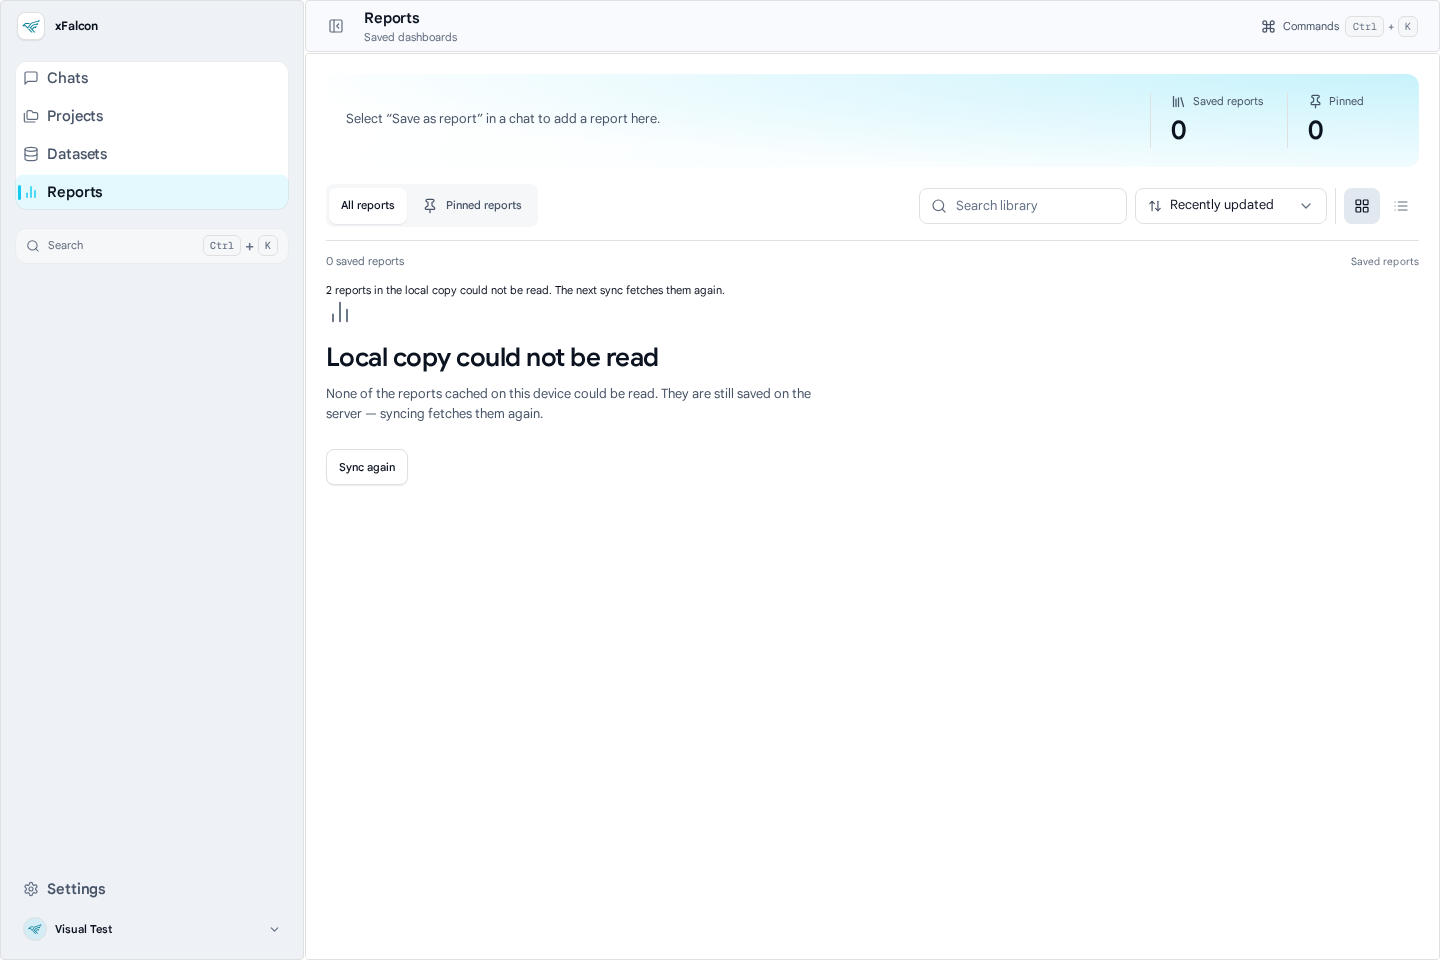 xFalcon
Chats
Projects
Datasets
Reports
Search
Ctrl + K
Settings
Visual Test
Reports
Saved dashboards
Commands Ctrl + K
Select “Save as report” in a chat to add a report here.
Saved reports
0
Pinned
0
All reports
Pinned reports
Search library
Recently updated
0 saved reports
Saved reports
2 reports in the local copy could not be read. The next sync fetches them again.
Local copy could not be read
None of the reports cached on this device could be read. They are still saved on the
server — syncing fetches them again.
Sync again